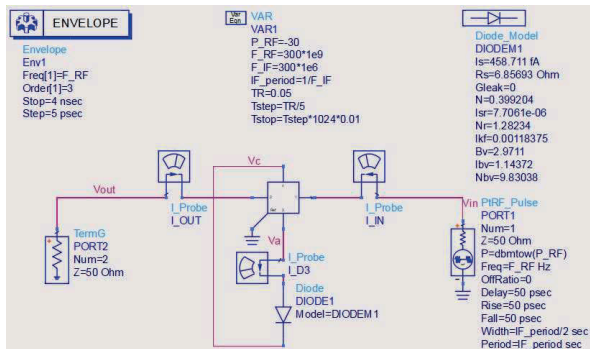 ENVELOPE
Envelope
Env1
Freq[1]=F_RF
Order[1]=3
Stop=4 nsec
Step=5 psec
Var
Eqn
VAR
VAR1
P_RF=-30
F_RF=300*1e9
F_IF=300*1e6
IF_period=1/F_IF
TR=0.05
Tstep=TR/5
Tstop=Tstep*1024*0.01
Diode_Model
DIODEM1
Is=458.711 fA
Rs=6.85693 Ohm
Gleak=0
N=0.399204
Isr=7.7061e-06
Nr=1.28234
Ikf=0.00118375
Bv=2.9711
Ibv=1.14372
Nbv=9.83038
Vc
Vout
I_Probe
I_OUT
I_Probe
I_IN
Vin
TermG
PORT2
Num=2
Z=50 Ohm
Ref
Va
I_Probe
I_D3
Diode
DIODE1
Model=DIODEM1
PtRF_Pulse
PORT1
Num=1
Z=50 Ohm
P=dbmtow(P_RF)
Freq=F_RF Hz
OffRatio=0
Delay=50 psec
Rise=50 psec
Fall=50 psec
Width=IF_period/2 sec
Period=IF_period sec